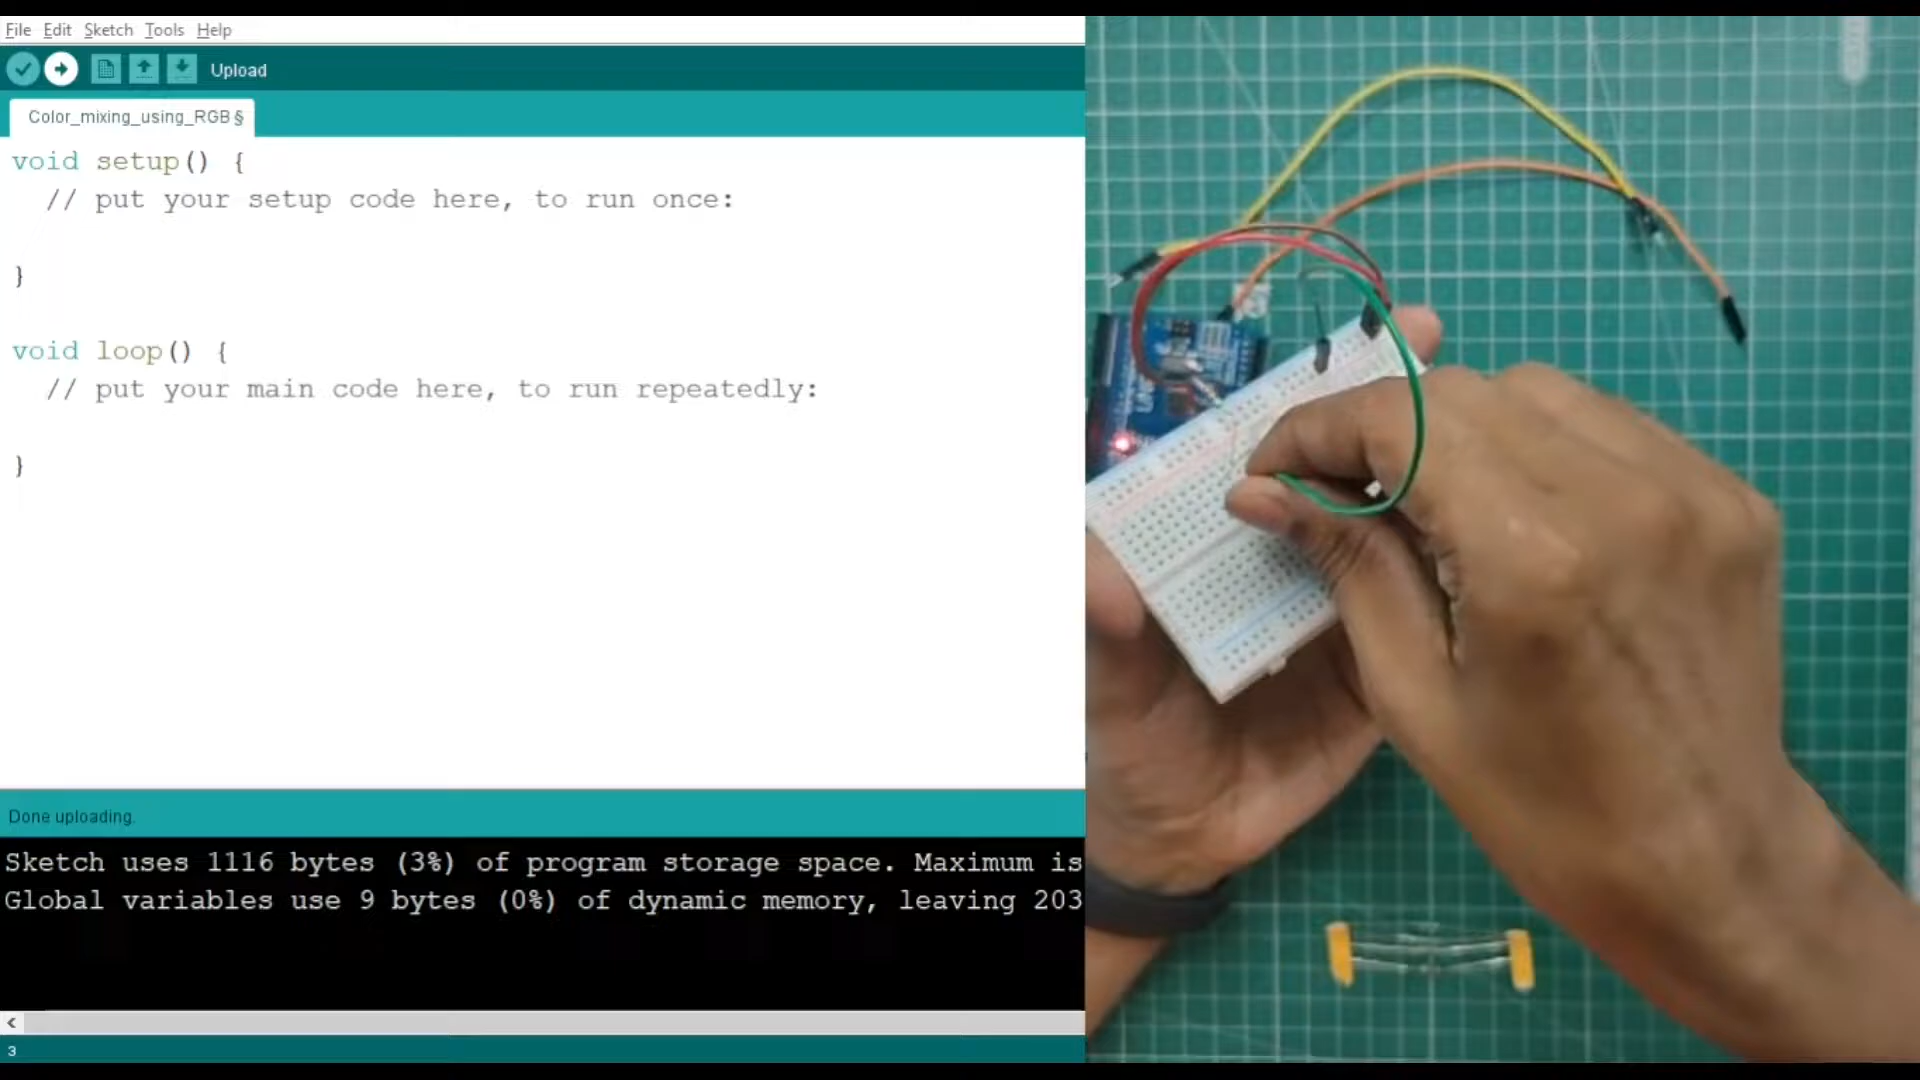 File Edit Sketch Tools Help
Upload
Color_mixing_using_RGB §
void setup() {
// put your setup code here, to run once:
}
void loop() {
// put your main code here, to run repeatedly:
}
Done uploading.
Sketch uses 1116 bytes (3%) of program storage space. Maximum is
Global variables use 9 bytes (0%) of dynamic memory, leaving 203
3